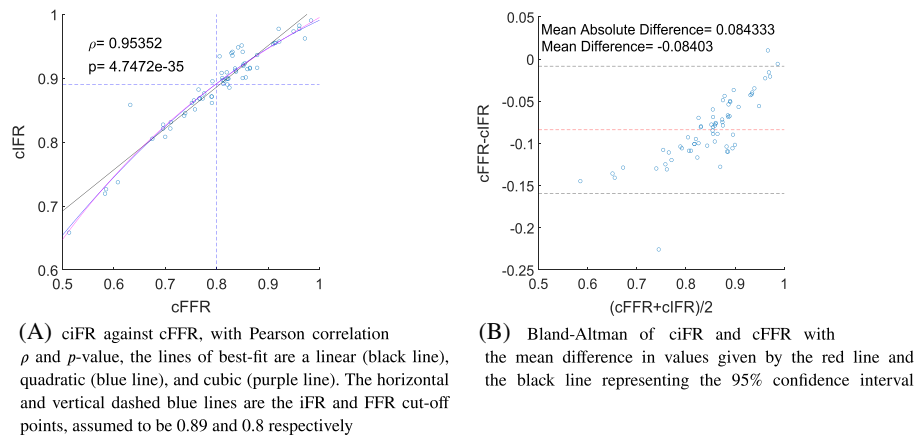 1
0.9
0.8
0.7
0.6
cIFR
ρ= 0.95352
p= 4.7472e-35
0.5
0.6
0.7
0.8
0.9
1
cFFR
(A) ciFR against cFFR, with Pearson correlation
ρ and p-value, the lines of best-fit are a linear (black line),
quadratic (blue line), and cubic (purple line). The horizontal
and vertical dashed blue lines are the iFR and FFR cut-off
points, assumed to be 0.89 and 0.8 respectively
0.05
0
-0.05
-0.1
-0.15
-0.2
-0.25
cFFR-cIFR
Mean Absolute Difference= 0.084333
Mean Difference= -0.08403
0.5
0.6
0.7
0.8
0.9
1
(cFFR+cIFR)/2
(B) Bland-Altman of ciFR and cFFR with
the mean difference in values given by the red line and
the black line representing the 95% confidence interval